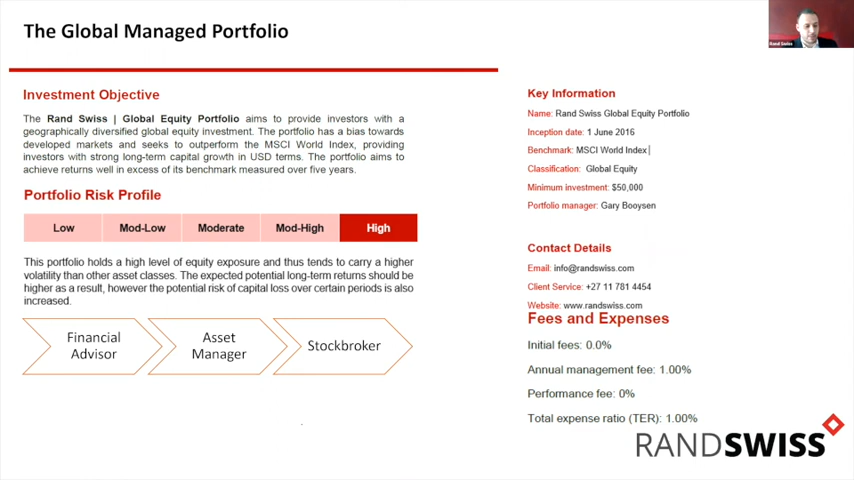 The Global Managed Portfolio
Rand Swiss
Investment Objective
The Rand Swiss | Global Equity Portfolio aims to provide investors with a
geographically diversified global equity investment. The portfolio has a bias towards
developed markets and seeks to outperform the MSCI World Index, providing
investors with strong long-term capital growth in USD terms. The portfolio aims to
achieve returns well in excess of its benchmark measured over five years.
Portfolio Risk Profile
Low Mod-Low Moderate Mod-High High
This portfolio holds a high level of equity exposure and thus tends to carry a higher
volatility than other asset classes. The expected potential long-term returns should be
higher as a result, however the potential risk of capital loss over certain periods is also
increased.
Financial
Advisor
Asset
Manager
Stockbroker
Key Information
Name: Rand Swiss Global Equity Portfolio
Inception date: 1 June 2016
Benchmark: MSCI World Index
Classification: Global Equity
Minimum investment: $50,000
Portfolio manager: Gary Booysen
Contact Details
Email: info@randswiss.com
Client Service: +27 11 781 4454
Website: www.randswiss.com
Fees and Expenses
Initial fees: 0.0%
Annual management fee: 1.00%
Performance fee: 0%
Total expense ratio (TER): 1.00%
RANDSWISS